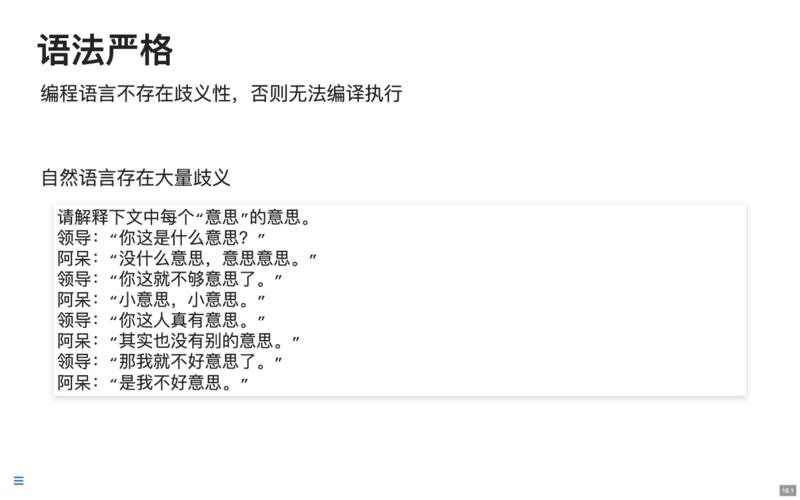 语法严格
编程语言不存在歧义性，否则无法编译执行
自然语言存在大量歧义
请解释下文中每个“意思”的意思。
领导：“你这是什么意思？”
阿呆：“没什么意思，意思意思。”
领导：“你这就不够意思了。”
阿呆：“小意思，小意思。”
领导：“你这人真有意思。”
阿呆：“其实也没有别的意思。”
领导：“那我就不好意思了。”
阿呆：“是我不好意思。”